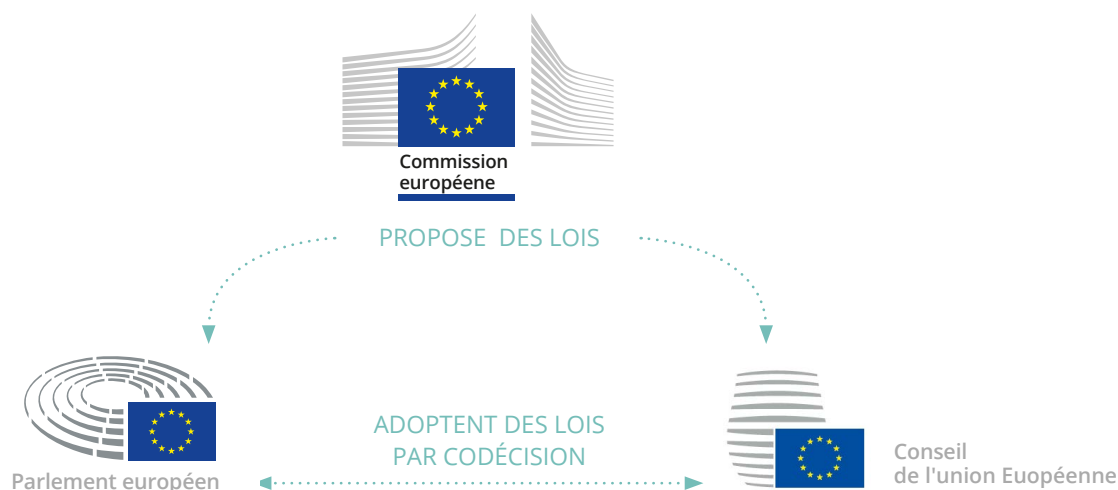 Commission
européene
PROPOSE DES LOIS
ADOPTENT DES LOIS
PAR CODÉCISION
Parlement européen
Conseil
de l'union Euopéenne